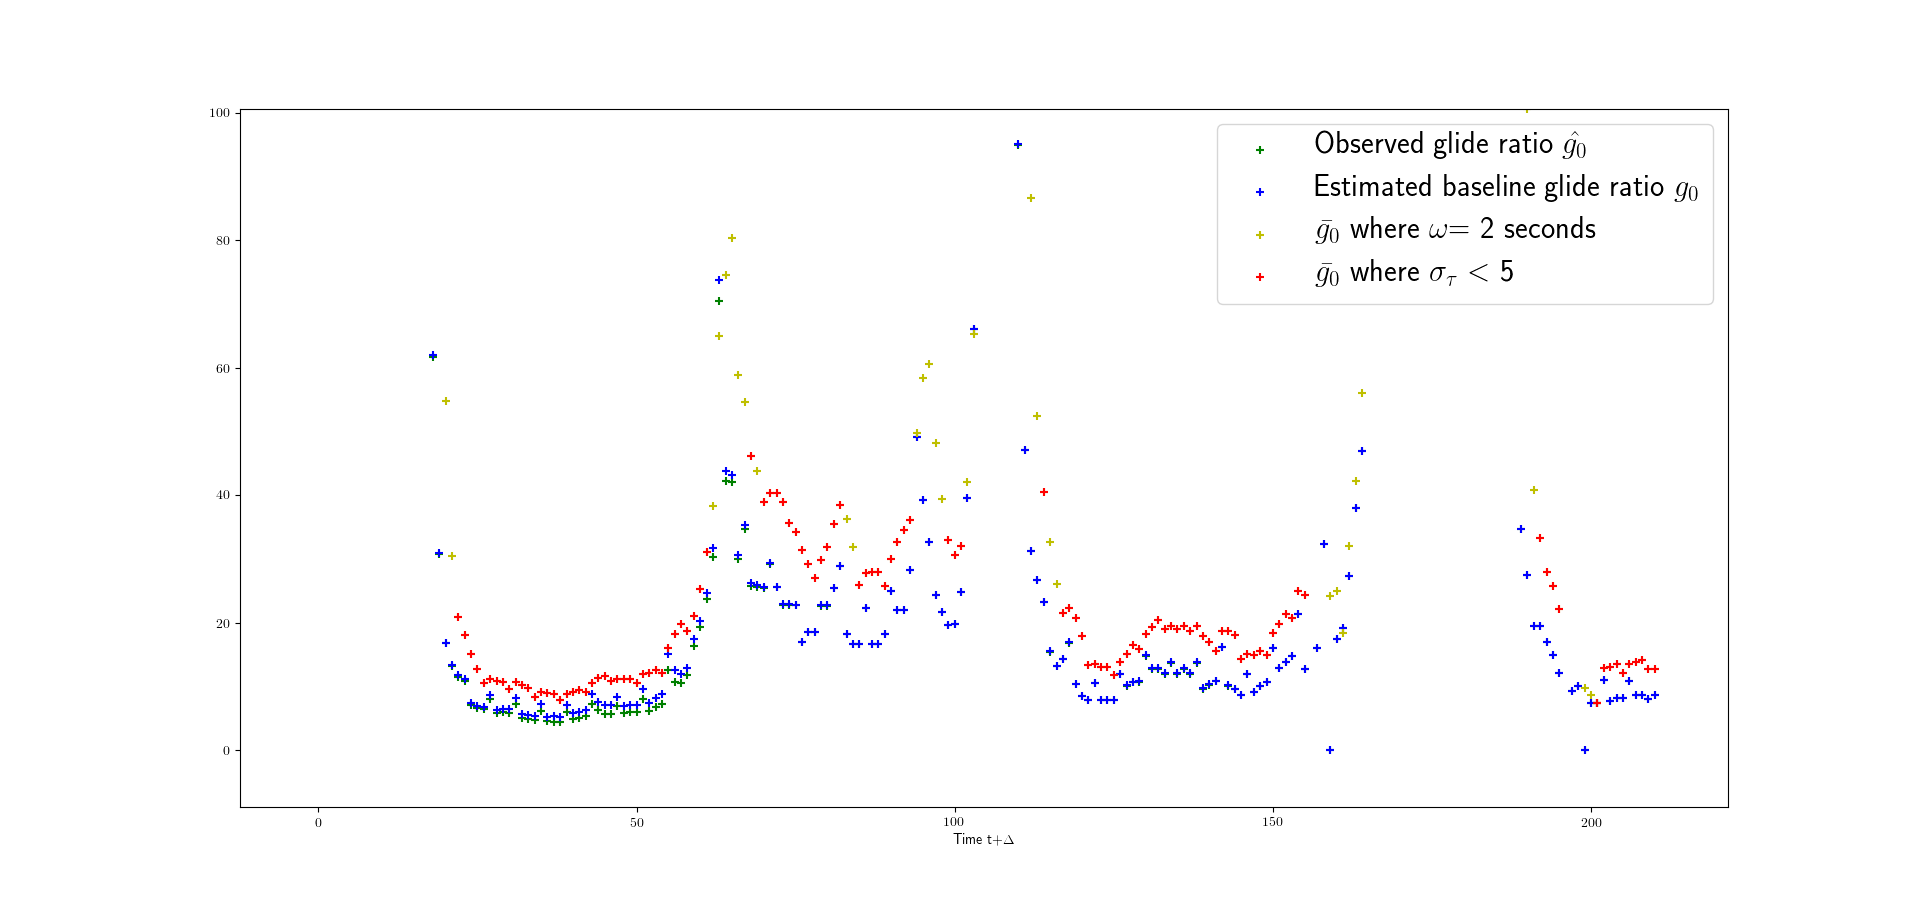 100
80
60
40
20
0
0 50 100 150 200
Time t+Δ
Observed glide ratio ĝ₀
Estimated baseline glide ratio g₀
ḡ₀ where ω= 2 seconds
ḡ₀ where σ_τ < 5